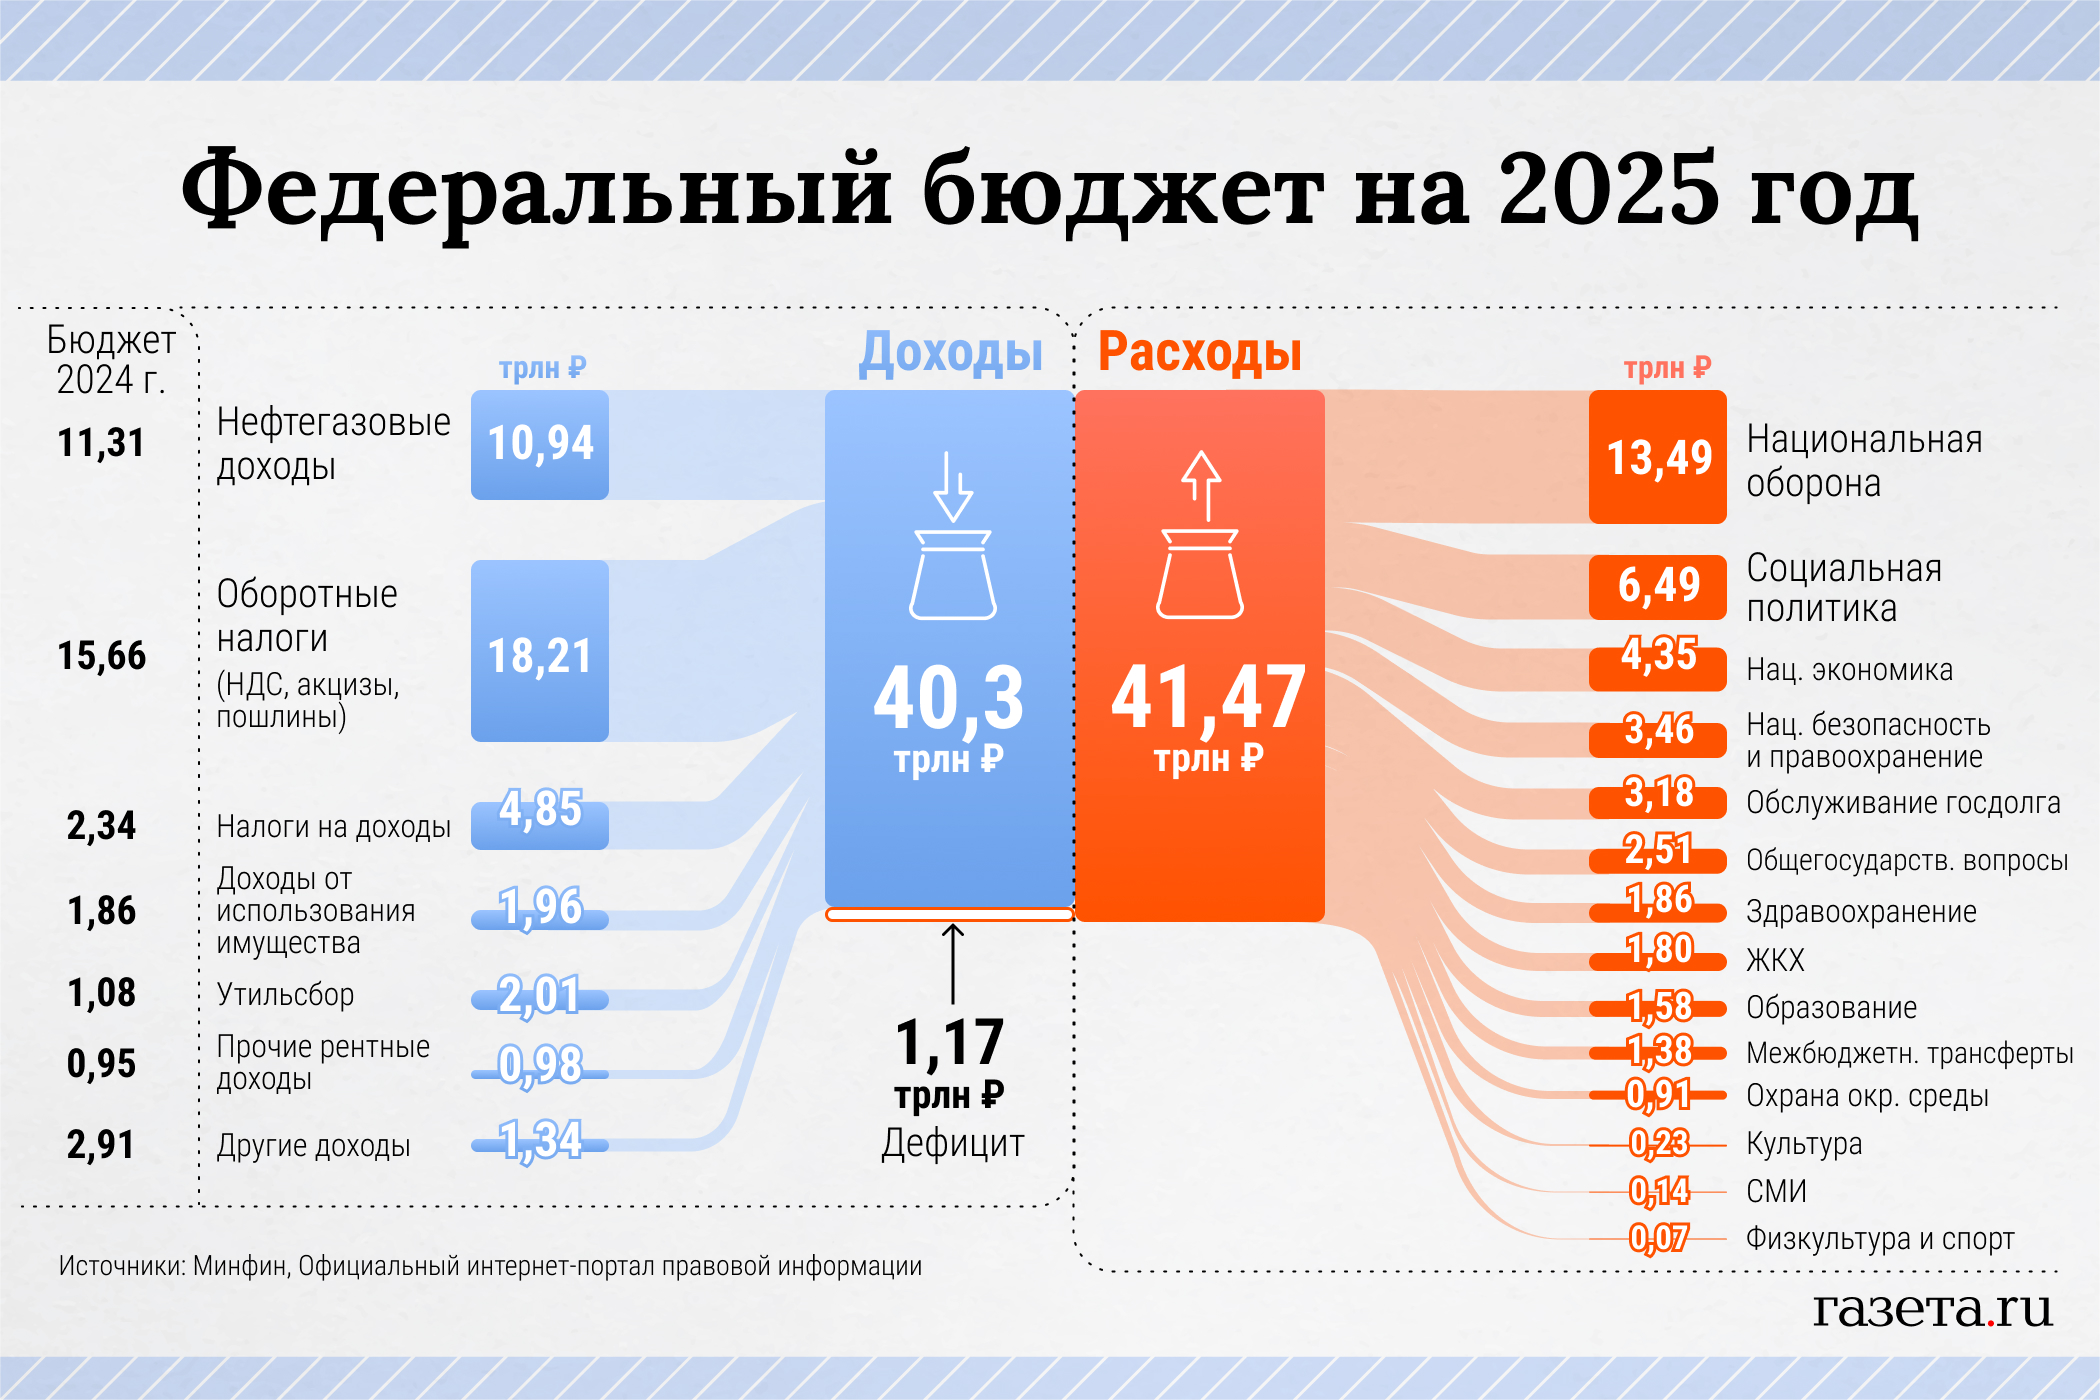 Федеральный бюджет на 2025 год
Бюджет
2024 г.
11,31
15,66
2,34
1,86
1,08
0,95
2,91
Доходы
трлн ₽
Нефтегазовые
доходы
10,94
Оборотные
налоги
(НДС, акцизы,
пошлины)
18,21
Налоги на доходы
4,85
Доходы от
использования
имущества
1,96
Утильсбор
2,01
Прочие рентные
доходы
0,98
Другие доходы
1,34
40,3
трлн ₽
1,17
трлн ₽
Дефицит
Расходы
41,47
трлн ₽
трлн ₽
13,49
Национальная
оборона
6,49
Социальная
политика
4,35
Нац. экономика
3,46
Нац. безопасность
и правоохранение
3,18
Обслуживание госдолга
2,51
Общегосударств. вопросы
1,86
Здравоохранение
1,80
ЖКХ
1,58
Образование
1,38
Межбюджетн. трансферты
0,91
Охрана окр. среды
0,23
Культура
0,14
СМИ
0,07
Физкультура и спорт
Источники: Минфин, Официальный интернет-портал правовой информации
газета.ru